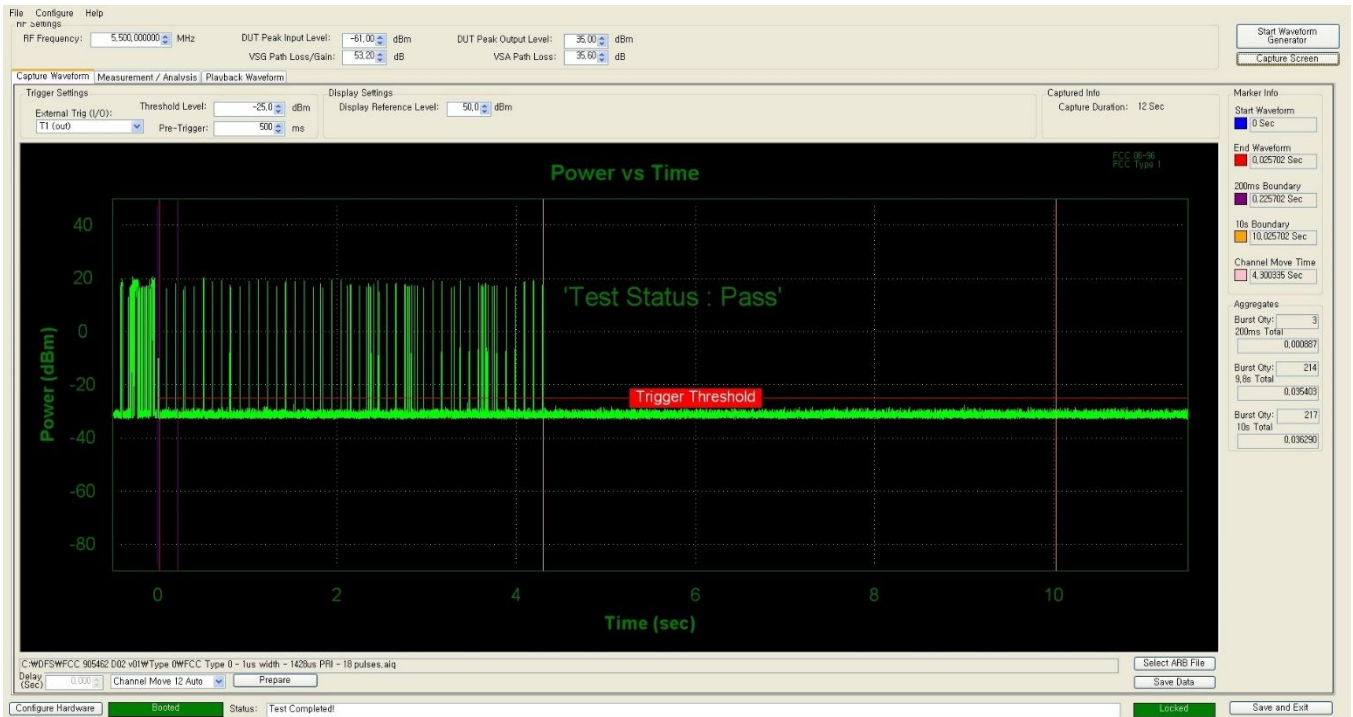 File Configure Help
RF Settings
RF Frequency: 5,500,000000 MHz DUT Peak Input Level: -61,00 dBm DUT Peak Output Level: 35,00 dBm
VSG Path Loss/Gain: 53,20 dB VSA Path Loss: 35,60 dB
Start Waveform Generator
Capture Screen
Capture Waveform Measurement / Analysis Playback Waveform
Trigger Settings
External Trig (I/O): Threshold Level: -25,0 dBm
T1 (out) Pre-Trigger: 500 ms
Display Settings
Display Reference Level: 50,0 dBm
Captured Info
Capture Duration: 12 Sec
Marker Info
Start Waveform
0 Sec
End Waveform
0,025702 Sec
200ms Boundary
0,225702 Sec
10s Boundary
10,025702 Sec
Channel Move Time
4,300335 Sec
Aggregates
Burst Qty: 3
200ms Total
0,000887
Burst Qty: 214
9,8s Total
0,035403
Burst Qty: 217
10s Total
0,036290
FCC 06-96
FCC Type 1
Power vs Time
Power (dBm)
40
20
0
-20
-40
-60
-80
'Test Status : Pass'
Trigger Threshold
0 2 4 6 8 10
Time (sec)
C:₩DFS₩FCC 905462 D02 v01₩Type 0₩FCC Type 0 - 1us width - 1428us PRI - 18 pulses.aiq
Select ARB File
Delay (Sec) 0,000 Channel Move 12 Auto Prepare
Save Data
Configure Hardware Booted Status: Test Completed! Locked Save and Exit